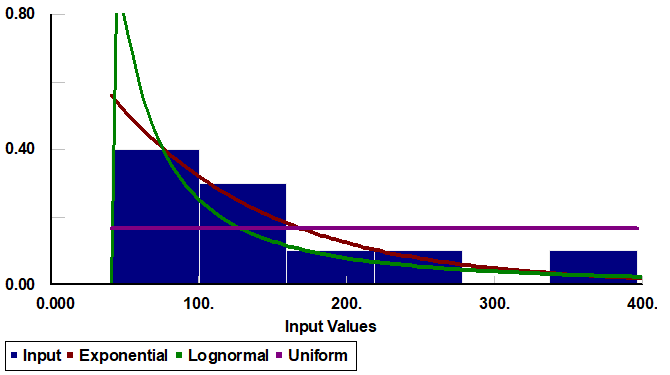 0.80
0.40
0.00
0.000 100. 200. 300. 400.
Input Values
Input Exponential Lognormal Uniform